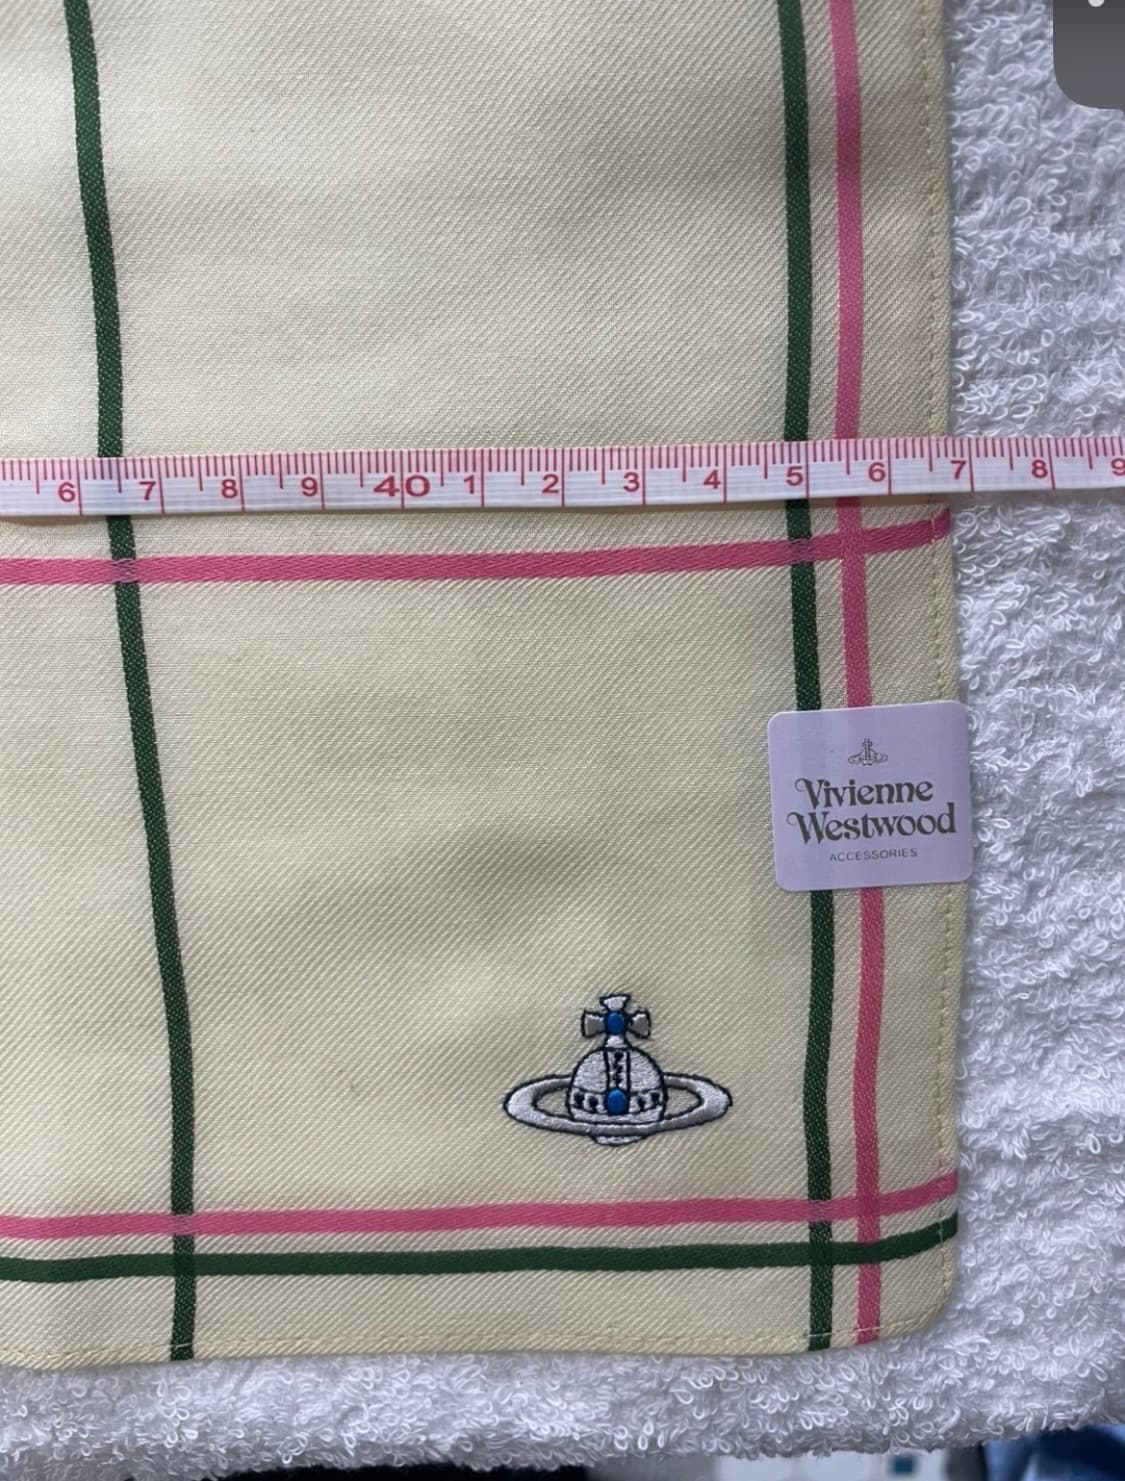 6 7 8 9 40 1 2 3 4 5 6 7 8 9
Vivienne
Westwood
ACCESSORIES